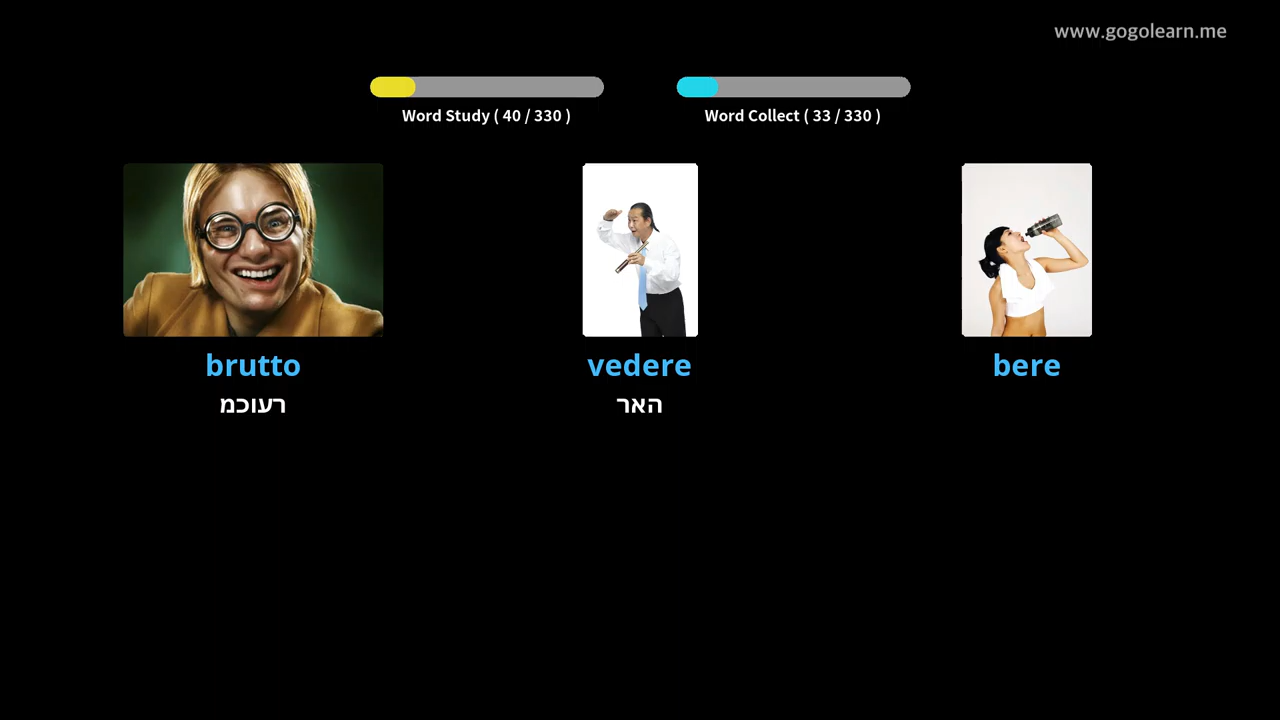 www.gogolearn.me
Word Study ( 40 / 330 )
Word Collect ( 33 / 330 )
brutto
רעוכמ
vedere
האר
bere